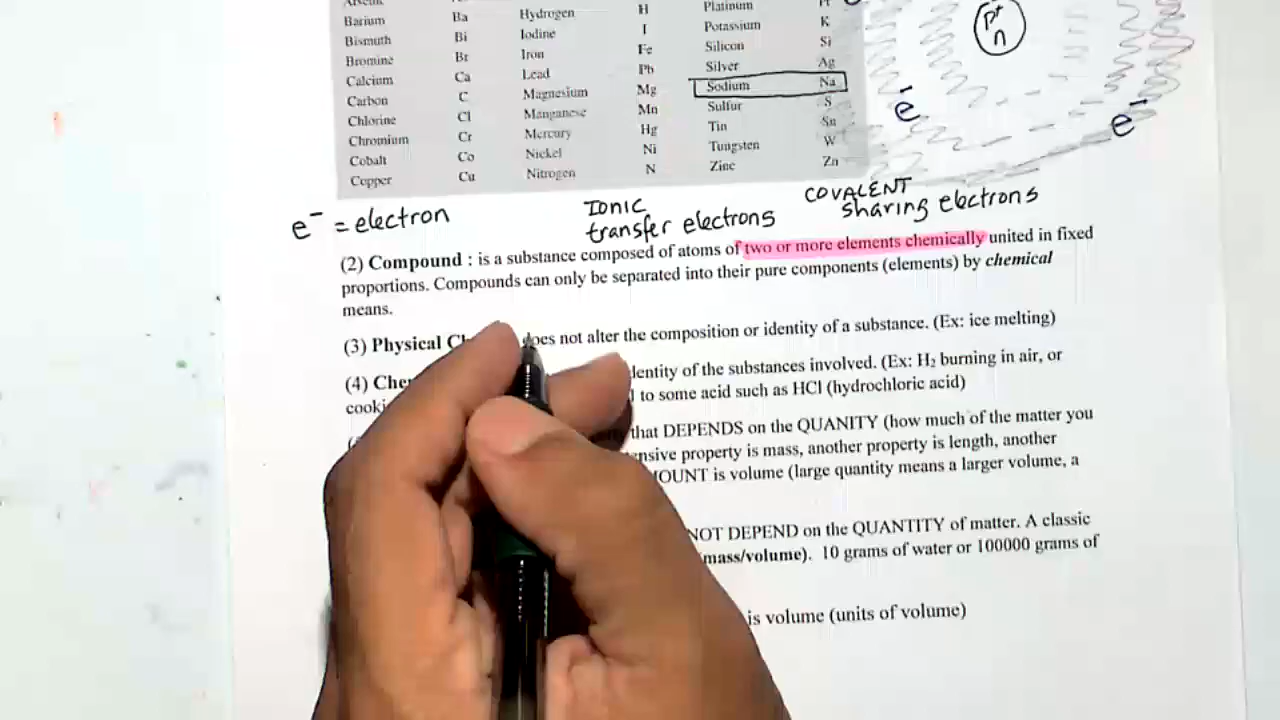 Barium Ba Hydrogen H Platinum
Bismuth Bi Iodine I Potassium K
Bromine Br Iron Fe Silicon Si
Calcium Ca Lead Pb Silver Ag
Carbon C Magnesium Mg Sodium Na
Chlorine Cl Manganese Mn Sulfur S
Chromium Cr Mercury Hg Tin Sn
Cobalt Co Nickel Ni Tungsten W
Copper Cu Nitrogen N Zinc Zn
p+
n
e-
e-
e- = electron
IONIC
transfer electrons
COVALENT
sharing electrons
(2) Compound : is a substance composed of atoms of two or more elements chemically united in fixed
proportions. Compounds can only be separated into their pure components (elements) by chemical
means.
(3) Physical does not alter the composition or identity of a substance. (Ex: ice melting)
(4) identity of the substances involved. (Ex: H₂ burning in air, or
to some acid such as HCl (hydrochloric acid)
that DEPENDS on the QUANITY (how much of the matter you
property is mass, another property is length, another
is volume (large quantity means a larger volume, a
NOT DEPEND on the QUANTITY of matter. A classic
mass/volume). 10 grams of water or 100000 grams of
is volume (units of volume)